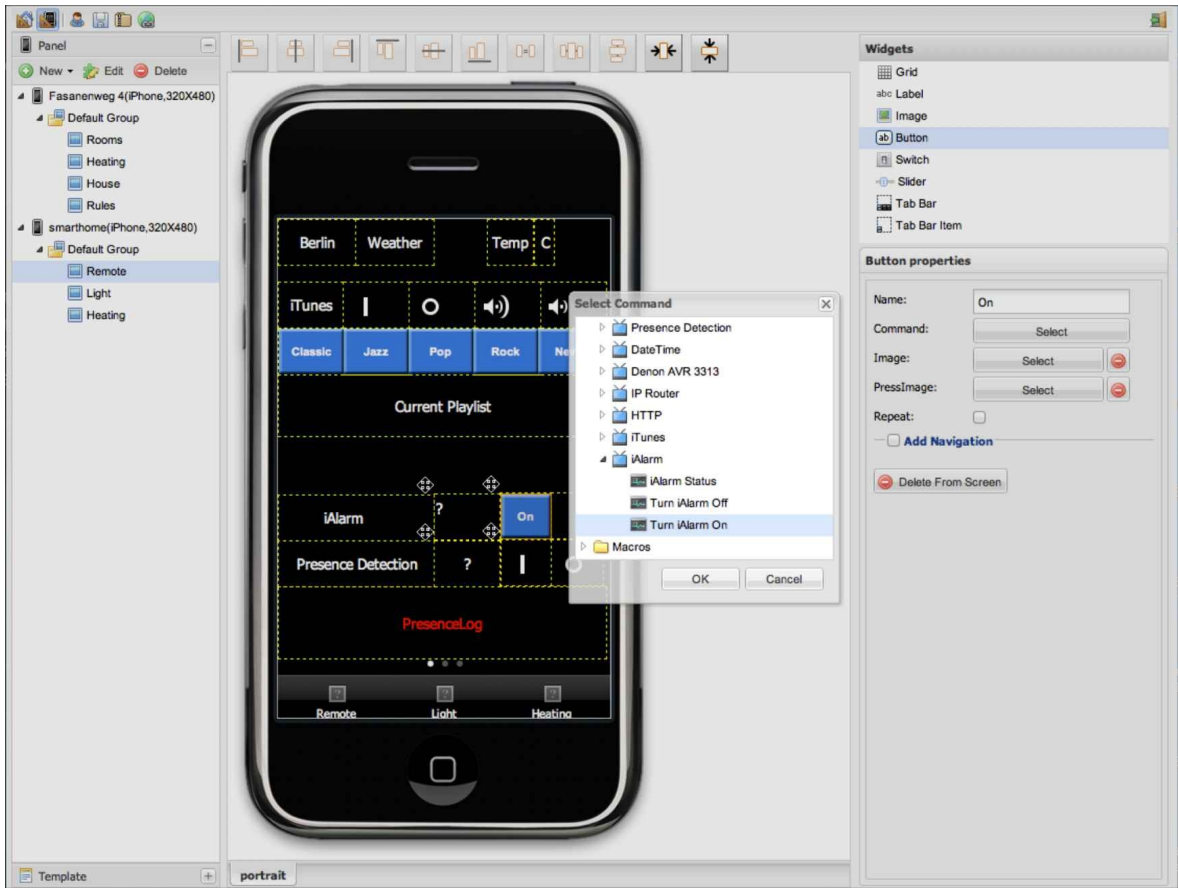 Panel
New Edit Delete
Fasanenweg 4(iPhone,320X480)
Default Group
Rooms
Heating
House
Rules
smarthome(iPhone,320X480)
Default Group
Remote
Light
Heating
Template
Berlin Weather Temp C
iTunes
Classic Jazz Pop Rock
Current Playlist
iAlarm ? On
Presence Detection ?
PresenceLog
? ? ?
Remote Light Heating
portrait
Select Command
Presence Detection
DateTime
Denon AVR 3313
IP Router
HTTP
iTunes
iAlarm
iAlarm Status
Turn iAlarm Off
Turn iAlarm On
Macros
OK Cancel
Widgets
Grid
abc Label
Image
ab Button
Switch
Slider
Tab Bar
Tab Bar Item
Button properties
Name: On
Command: Select
Image: Select
PressImage: Select
Repeat:
Add Navigation
Delete From Screen